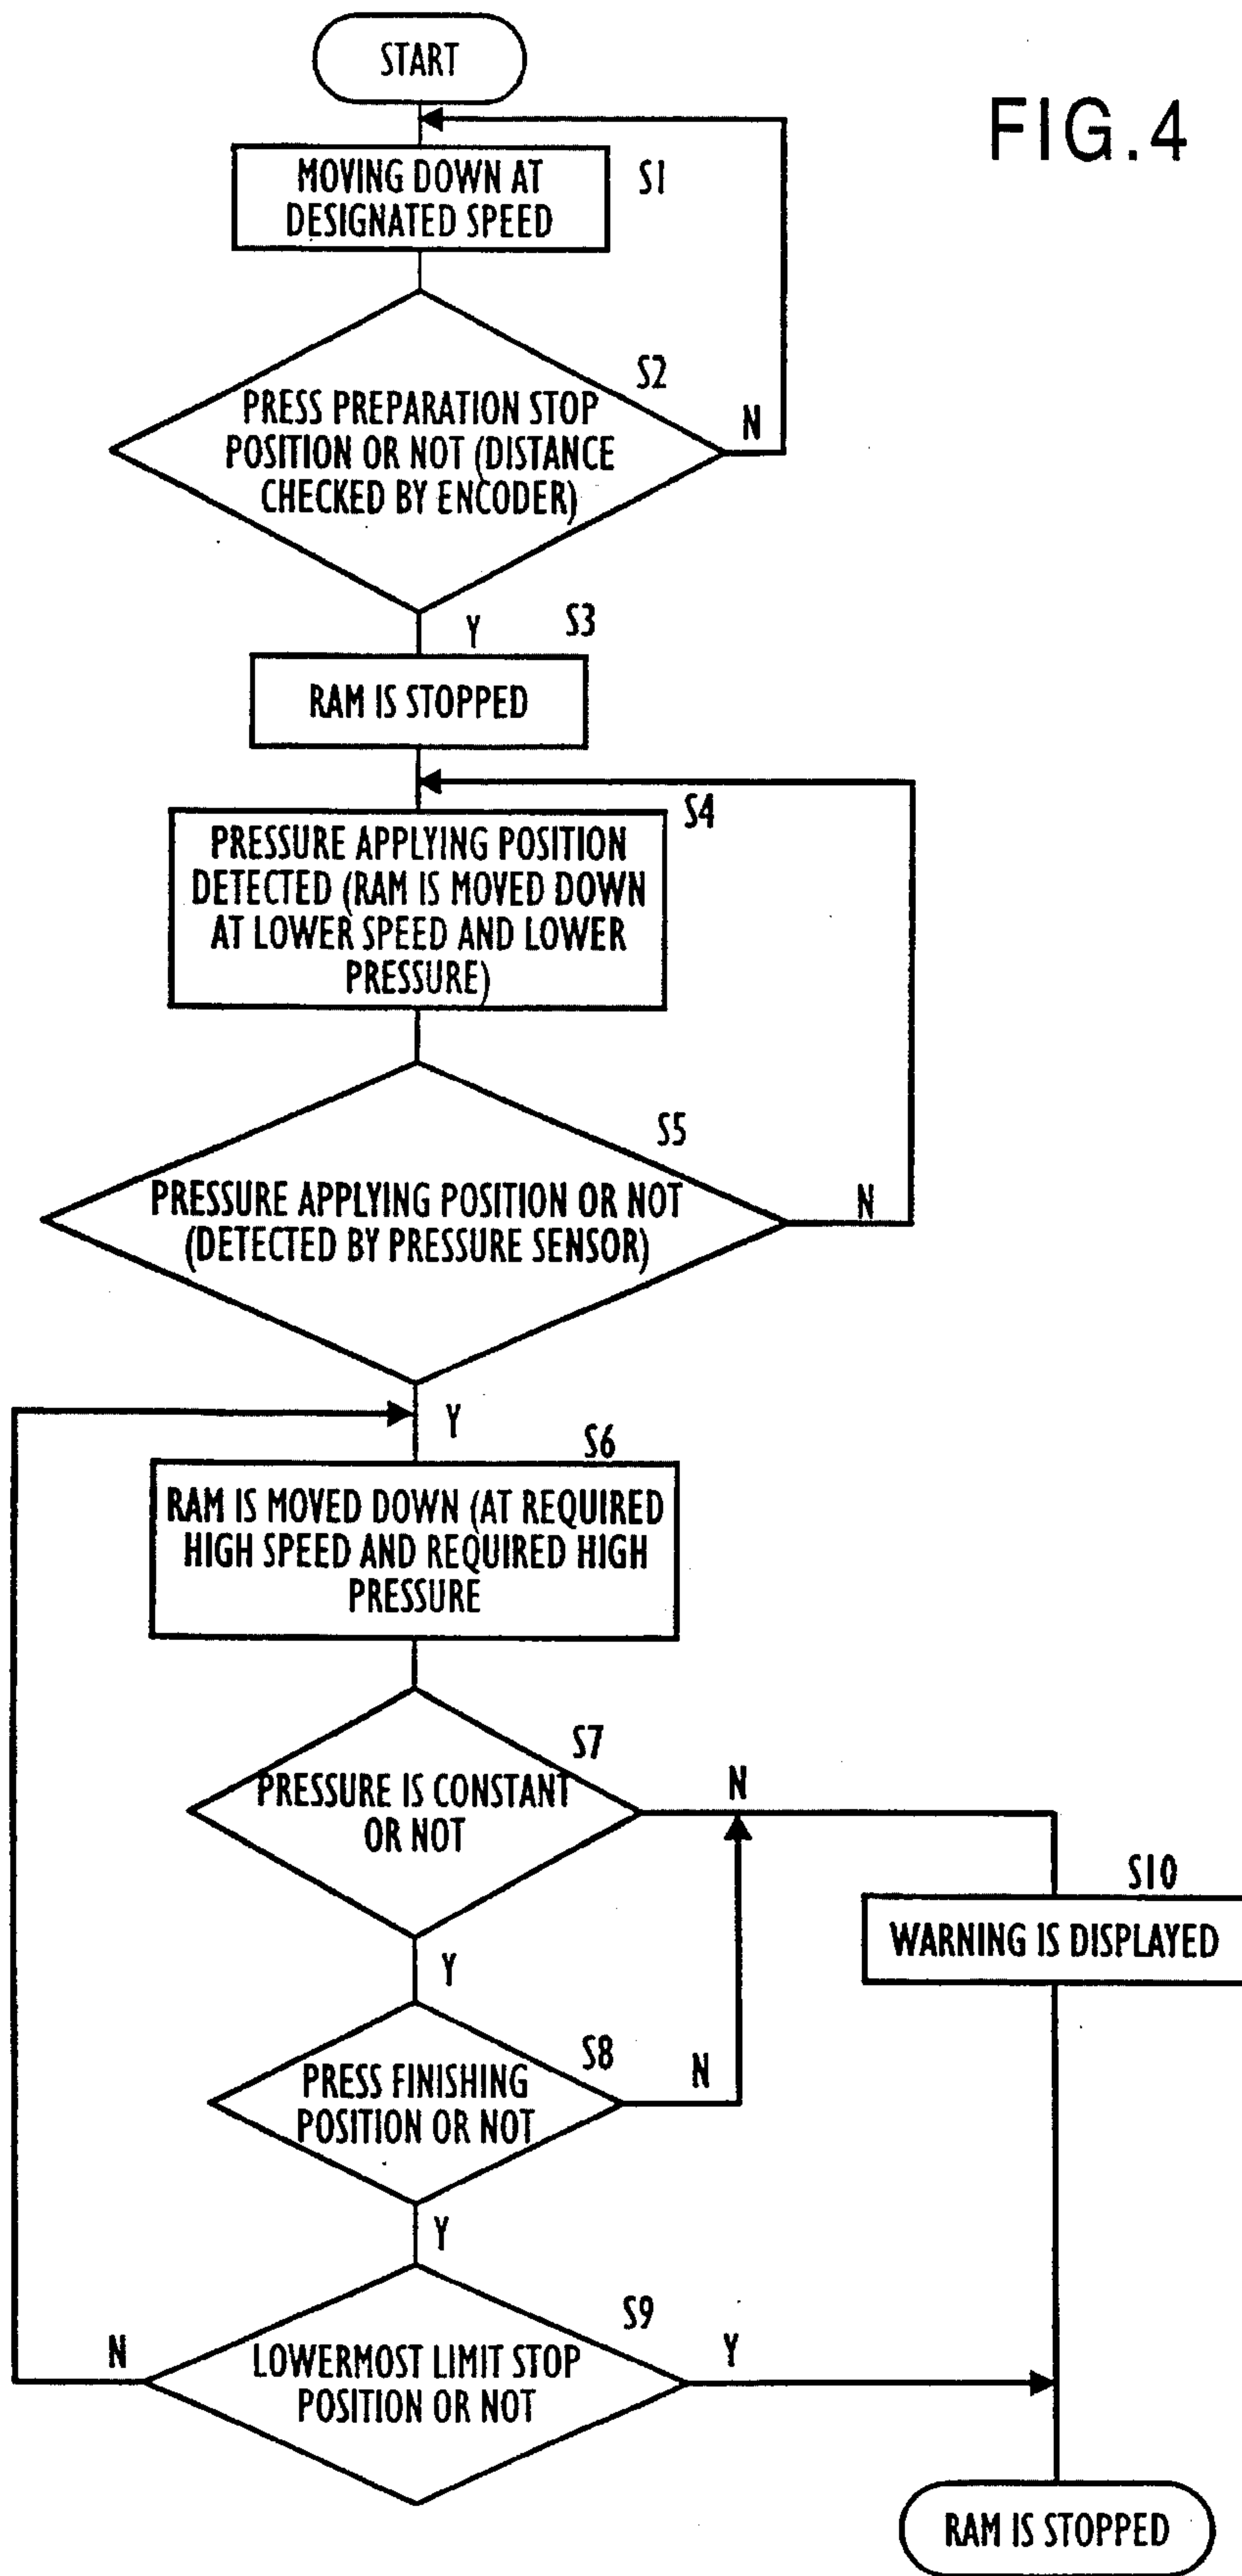 START
FIG.4
MOVING DOWN AT
DESIGNATED SPEED
S1
S2
PRESS PREPARATION STOP
POSITION OR NOT (DISTANCE
CHECKED BY ENCODER)
N
Y
S3
RAM IS STOPPED
S4
PRESSURE APPLYING POSITION
DETECTED (RAM IS MOVED DOWN
AT LOWER SPEED AND LOWER
PRESSURE)
S5
PRESSURE APPLYING POSITION OR NOT
(DETECTED BY PRESSURE SENSOR)
N
Y
S6
RAM IS MOVED DOWN (AT REQUIRED
HIGH SPEED AND REQUIRED HIGH
PRESSURE
S7
PRESSURE IS CONSTANT
OR NOT
N
Y
S10
WARNING IS DISPLAYED
S8
PRESS FINISHING
POSITION OR NOT
N
Y
S9
LOWERMOST LIMIT STOP
POSITION OR NOT
N
Y
RAM IS STOPPED